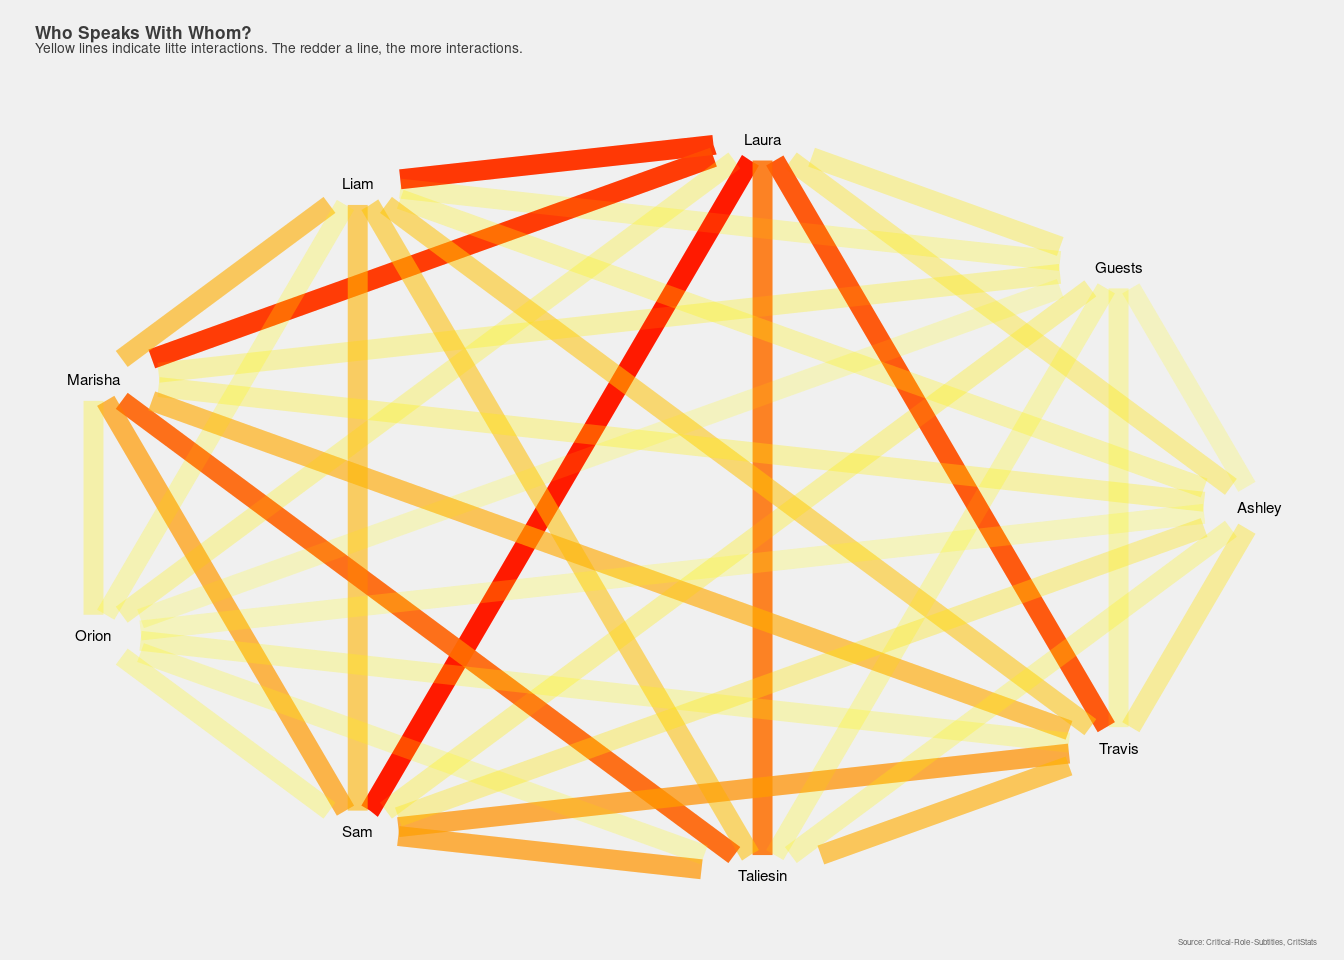 Who Speaks With Whom?
Yellow lines indicate litte interactions. The redder a line, the more interactions.
Laura
Liam
Guests
Marisha
Ashley
Orion
Travis
Sam
Taliesin
Source: Critical-Role-Subtitles, CritStats